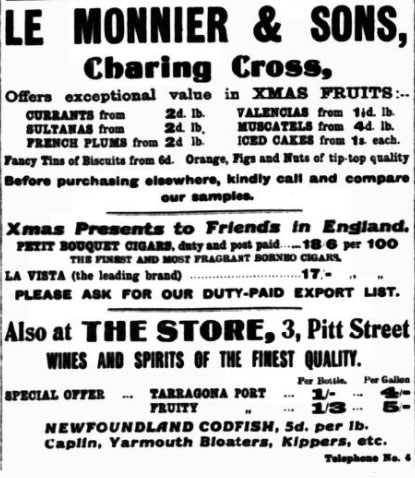 LE MONNIER & SONS,
Charing Cross,
Offers exceptional value in XMAS FRUITS:--
CURRANTS from 2d. lb. VALENCIAS from 1½d. lb.
SULTANAS from 2d. lb. MUSCATELS from 4d. lb.
FRENCH PLUMS from 2d lb. ICED CAKES from 1s. each.
Fancy Tins of Biscuits from 6d. Orange, Figs and Nuts of tip-top quality
Before purchasing elsewhere, kindly call and compare
our samples.
Xmas Presents to Friends in England.
PETIT BOUQUET CIGARS, duty and post paid ... 18/6 per 100
THE FINEST AND MOST FRAGRANT BORNEO CIGARS.
LA VISTA (the leading brand) ........................ 17/- " "
PLEASE ASK FOR OUR DUTY-PAID EXPORT LIST.
Also at THE STORE, 3, Pitt Street
WINES AND SPIRITS OF THE FINEST QUALITY.
Per Bottle. Per Gallon
SPECIAL OFFER ... TARRAGONA PORT ... 1/- ... 4/-
FRUITY " ... 1/3 ... 5/-
NEWFOUNDLAND CODFISH, 5d. per lb.
Caplin, Yarmouth Bloaters, Kippers, etc.
Telephone No. 4